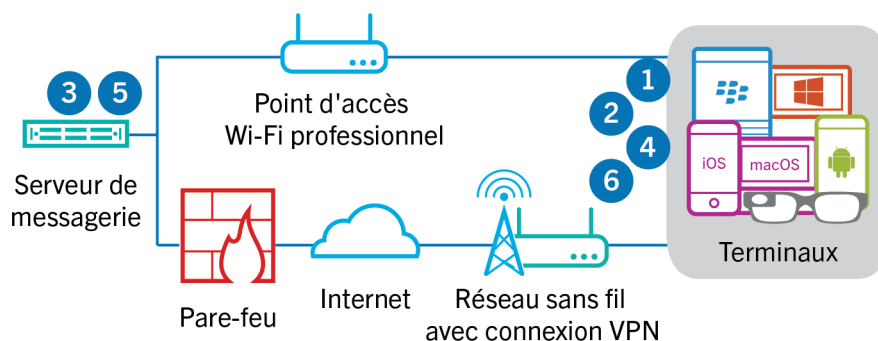 3
5
Point d'accès
Wi-Fi professionnel
1
2
4
6
iOS
macOS
Serveur de
messagerie
Pare-feu
Internet
Réseau sans fil
avec connexion VPN
Terminaux